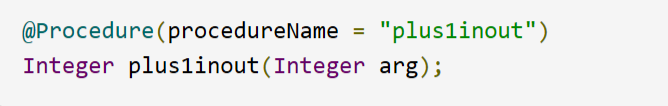 @Procedure(procedureName = "plus1inout")
Integer plus1inout(Integer arg);